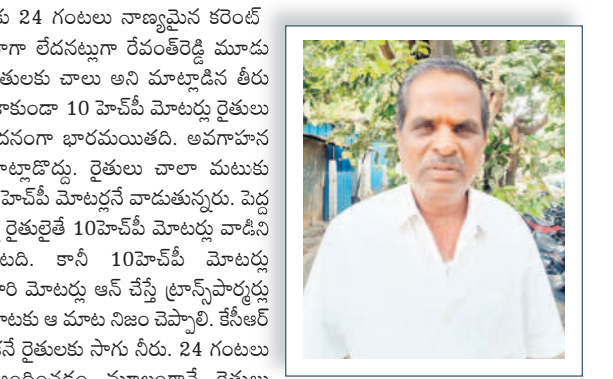 కు 24 గంటలు నాణ్యమైన కరెంట్
గా లేదనట్లుగా రేవంత్‌రెడ్డి మూడు
తులకు చాలు అని మాట్లాడిన తీరు
కాకుండా 10 హెచ్‌పీ మోటర్లు రైతులు
దనంగా భారమయితది. అవగాహన
ట్లాడొద్దు. రైతులు చాలా మటుకు
హెచ్‌పీ మోటర్లనే వాడుతున్నరు. పెద్ద
రైతులైతే 10హెచ్‌పీ మోటర్లు వాడిని
టది. కానీ 10హెచ్‌పీ మోటర్లు
రి మోటర్లు ఆన్ చేస్తే ట్రాన్స్‌పార్మర్లు
టకు ఆ మాట నిజం చెప్పాలి. కేసీఆర్
నే రైతులకు సాగు నీరు. 24 గంటలు